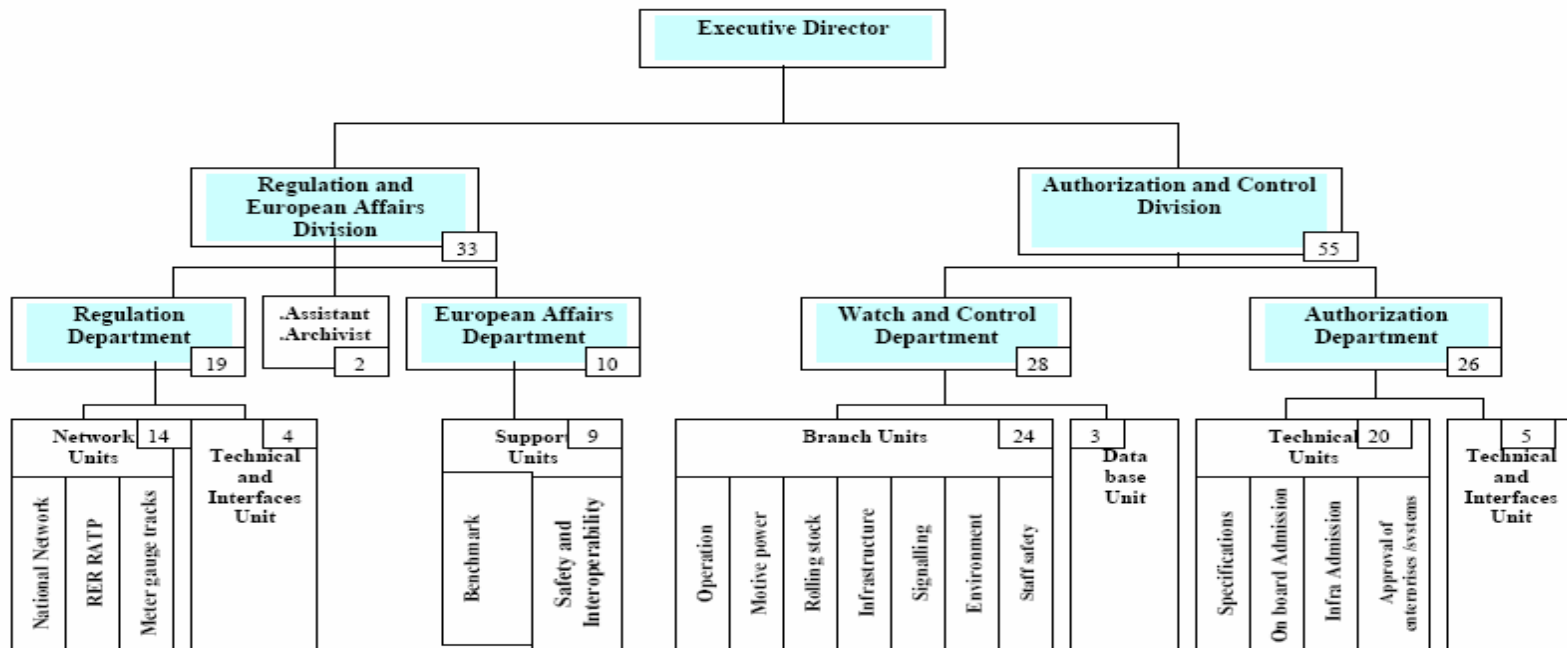 Executive Director
Regulation and
European Affairs
Division
33
Authorization and Control
Division
55
Regulation
Department
19
.Assistant
.Archivist
2
European Affairs
Department
10
Watch and Control
Department
28
Authorization
Department
26
Network
Units
14
National Network
RER RATP
Meter gauge tracks
4
Technical
and
Interfaces
Unit
Support
Units
9
Benchmark
Safety and
Interoperability
Branch Units
24
Operation
Motive power
Rolling stock
Infrastructure
Signalling
Environment
Staff safety
3
Data
base
Unit
Technical
Units
20
Specifications
On board Admission
Infra Admission
Approval of
enterprises /systems
5
Technical
and
Interfaces
Unit